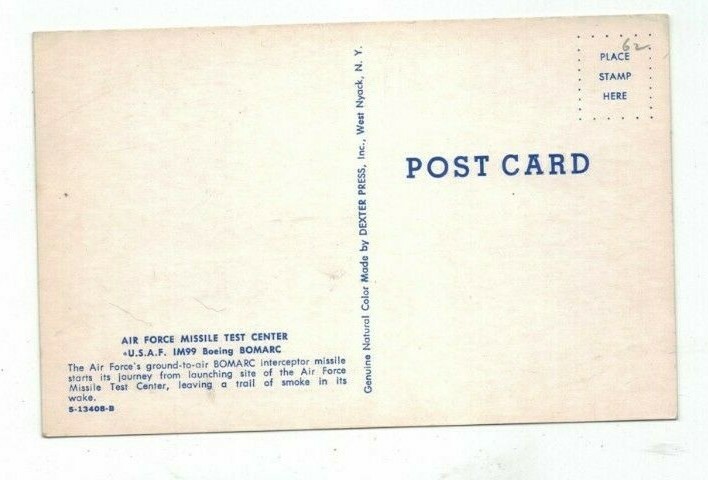 AIR FORCE MISSILE TEST CENTER
•U.S.A.F. IM99 Boeing BOMARC
The Air Force's ground-to-air BOMARC interceptor missile
starts its journey from launching site of the Air Force
Missile Test Center, leaving a trail of smoke in its
wake.
S-13408-B
Genuine Natural Color Made by DEXTER PRESS, Inc., West Nyack, N. Y.
62.
PLACE
STAMP
HERE
POST CARD